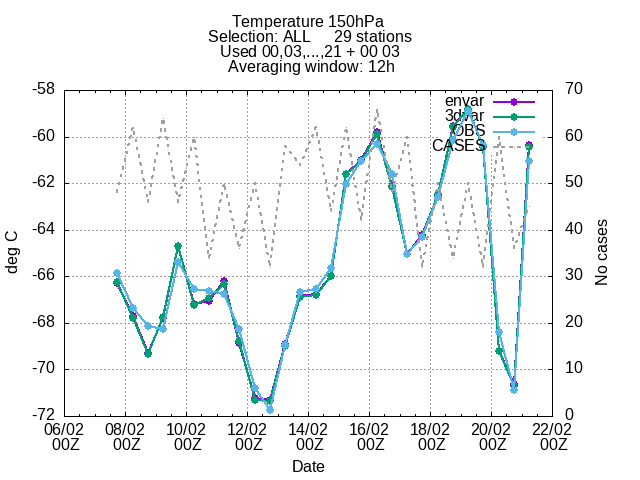 Temperature 150hPa
Selection: ALL 29 stations
Used 00,03,...,21 + 00 03
Averaging window: 12h
-58 70
envar
3dvar
OBS
CASES
-60 60
-62 50
-64 40
-66 30
-68 20
-70 10
-72 0
deg C
No cases
06/02 08/02 10/02 12/02 14/02 16/02 18/02 20/02 22/02
00Z 00Z 00Z 00Z 00Z 00Z 00Z 00Z 00Z
Date